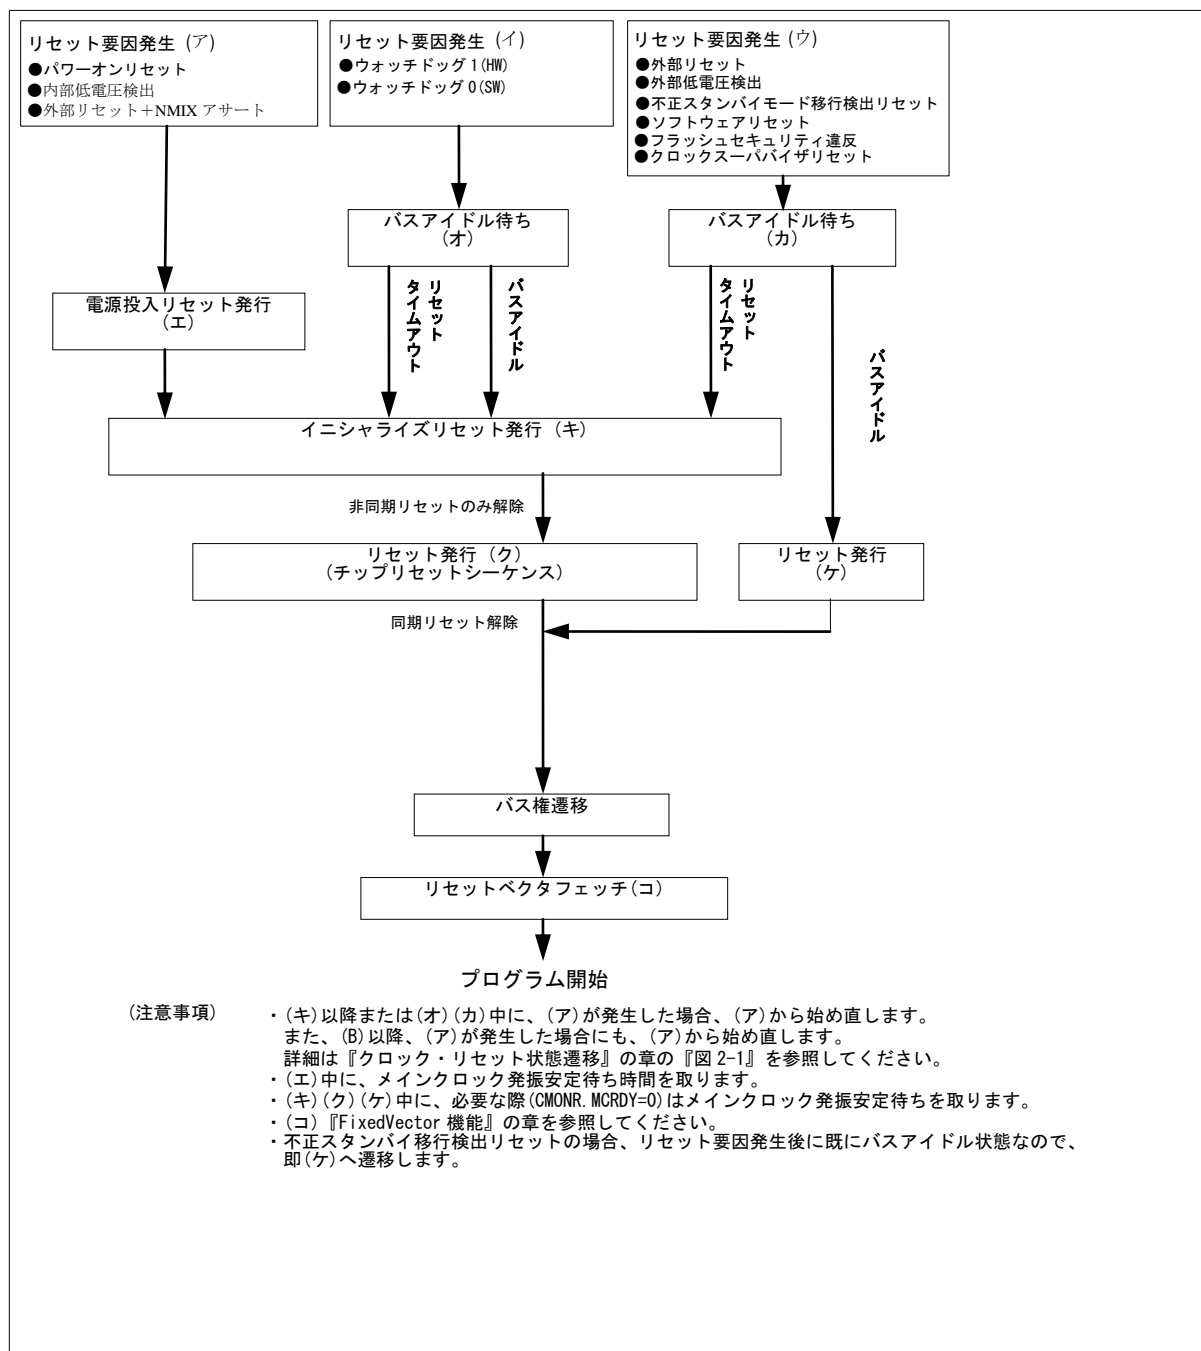 リセット要因発生 (ア)
●パワーオンリセット
●内部低電圧検出
●外部リセット＋NMIX アサート
リセット要因発生 (イ)
●ウォッチドッグ 1(HW)
●ウォッチドッグ 0(SW)
リセット要因発生 (ウ)
●外部リセット
●外部低電圧検出
●不正スタンバイモード移行検出リセット
●ソフトウェアリセット
●フラッシュセキュリティ違反
●クロックスーパバイザリセット
バスアイドル待ち
(オ)
バスアイドル待ち
(カ)
リセット
タイムアウト
バスアイドル
リセット
タイムアウト
バスアイドル
電源投入リセット発行
(エ)
イニシャライズリセット発行 (キ)
非同期リセットのみ解除
リセット発行 (ク)
(チップリセットシーケンス)
リセット発行
(ケ)
同期リセット解除
バス権遷移
リセットベクタフェッチ(コ)
プログラム開始
(注意事項)
・(キ)以降または(オ)(カ)中に、(ア)が発生した場合、(ア)から始め直します。
また、(B)以降、(ア)が発生した場合にも、(ア)から始め直します。
詳細は『クロック・リセット状態遷移』の章の『図 2-1』を参照してください。
・(エ)中に、メインクロック発振安定待ち時間を取ります。
・(キ)(ク)(ケ)中に、必要な際(CMONR.MCRDY=0)はメインクロック発振安定待ちを取ります。
・(コ)『FixedVector 機能』の章を参照してください。
・不正スタンバイ移行検出リセットの場合、リセット要因発生後に既にバスアイドル状態なので、
即(ケ)へ遷移します。